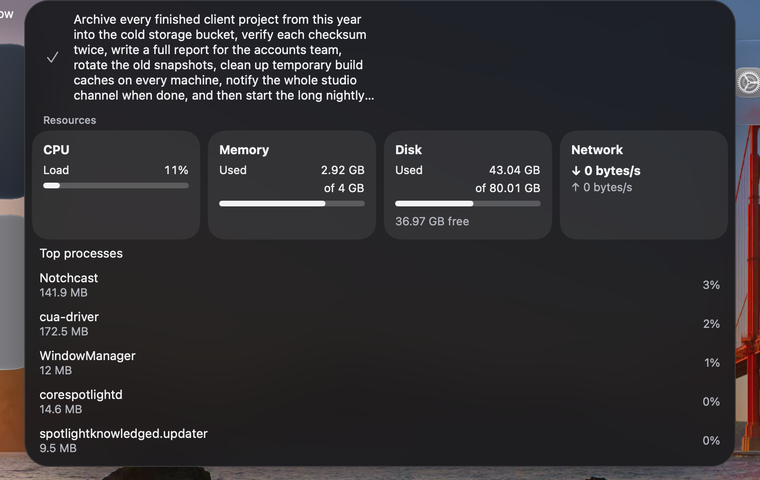 ow
Archive every finished client project from this year
into the cold storage bucket, verify each checksum
twice, write a full report for the accounts team,
rotate the old snapshots, clean up temporary build
caches on every machine, notify the whole studio
channel when done, and then start the long nightly…
Resources
CPU
Load 11%
Memory
Used 2.92 GB
of 4 GB
Disk
Used 43.04 GB
of 80.01 GB
36.97 GB free
Network
↓ 0 bytes/s
↑ 0 bytes/s
Top processes
Notchcast
141.9 MB
3%
cua-driver
172.5 MB
2%
WindowManager
12 MB
1%
corespotlightd
14.6 MB
0%
spotlightknowledged.updater
9.5 MB
0%